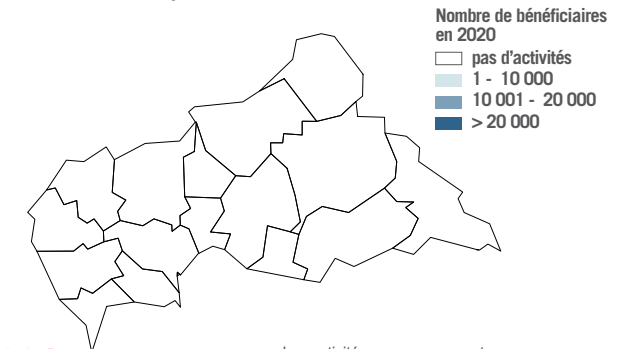 Nombre de bénéficiaires
en 2020
pas d'activités
1 - 10 000
10 001 - 20 000
> 20 000